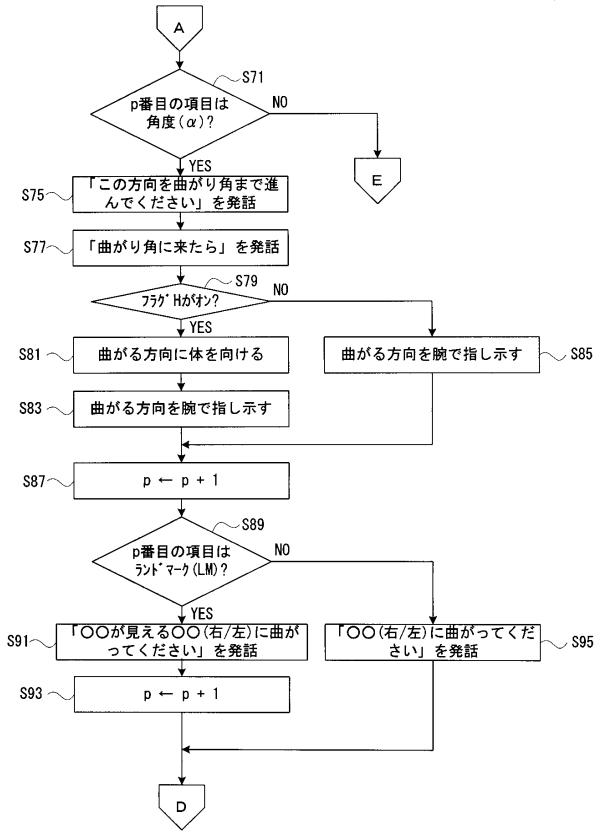 A
S71
p番目の項目は
角度(α)?
NO
YES
E
S75
「この方向を曲がり角まで進
んでください」を発話
S77
「曲がり角に来たら」を発話
S79
フラグHがオン?
NO
YES
S81
曲がる方向に体を向ける
曲がる方向を腕で指し示す
S85
S83
曲がる方向を腕で指し示す
S87
p ← p + 1
S89
p番目の項目は
ランドマーク(LM)?
NO
YES
S91
「〇〇が見える〇〇(右/左)に曲が
ってください」を発話
「〇〇(右/左)に曲がってくだ
さい」を発話
S95
S93
p ← p + 1
D